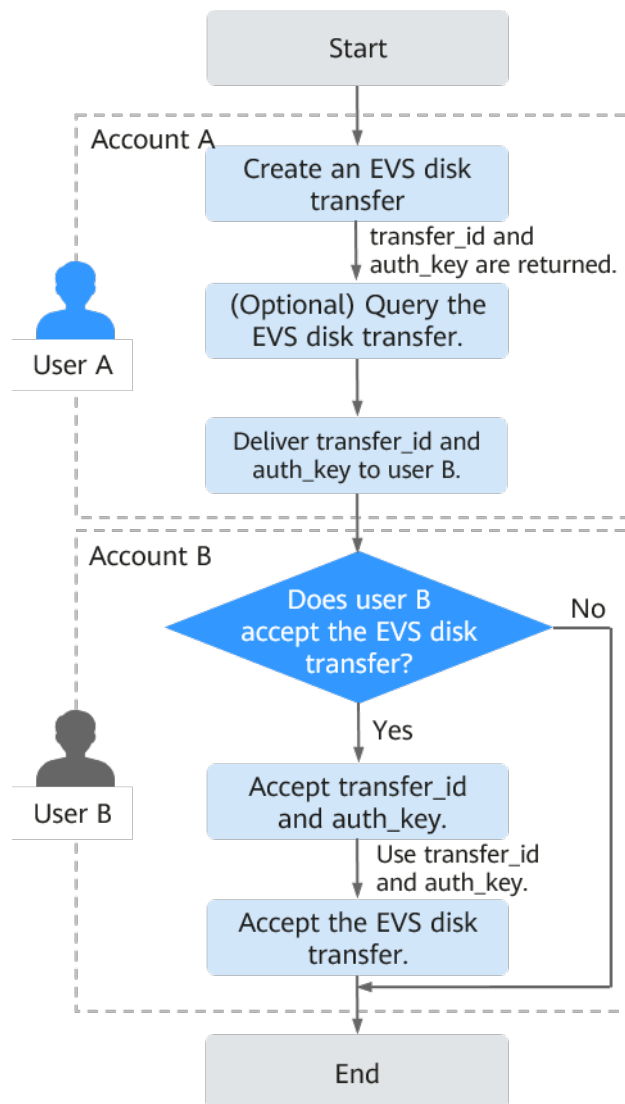 Start
Account A
Create an EVS disk
transfer
transfer_id and
auth_key are returned.
(Optional) Query the
EVS disk transfer.
User A
Deliver transfer_id and
auth_key to user B.
Account B
Does user B
accept the EVS disk
transfer?
No
Yes
Accept transfer_id
and auth_key.
User B
Use transfer_id
and auth_key.
Accept the EVS disk
transfer.
End